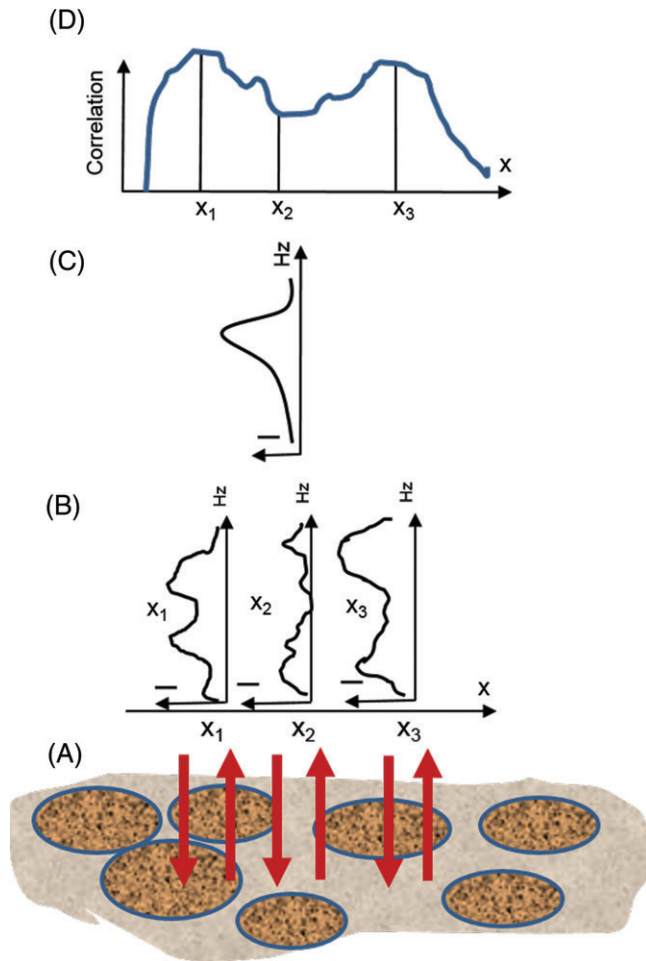 (D)
Correlation
x
x₁ x₂ x₃
(C)
Hz
I
(B)
Hz Hz Hz
x₁ x₂ x₃
I I I
x
x₁ x₂ x₃
(A)